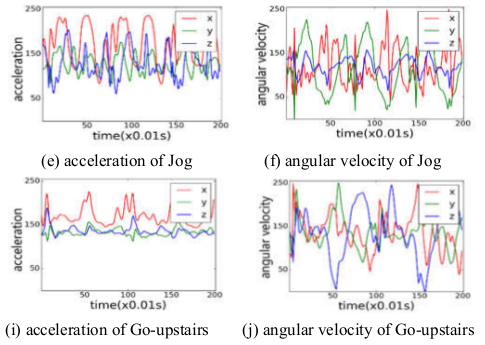 250
150
50
acceleration
x
y
z
50 100 150 200
time(x0.01s)
(e) acceleration of Jog
250
150
50
angular velocity
x
y
z
0 50 100 150 200
time(x0.01s)
(f) angular velocity of Jog
250
150
50
acceleration
x
y
z
50 100 150 200
time(x0.01s)
(i) acceleration of Go-upstairs
250
150
50
angular velocity
x
y
z
50 100 150 200
time(x0.01s)
(j) angular velocity of Go-upstairs